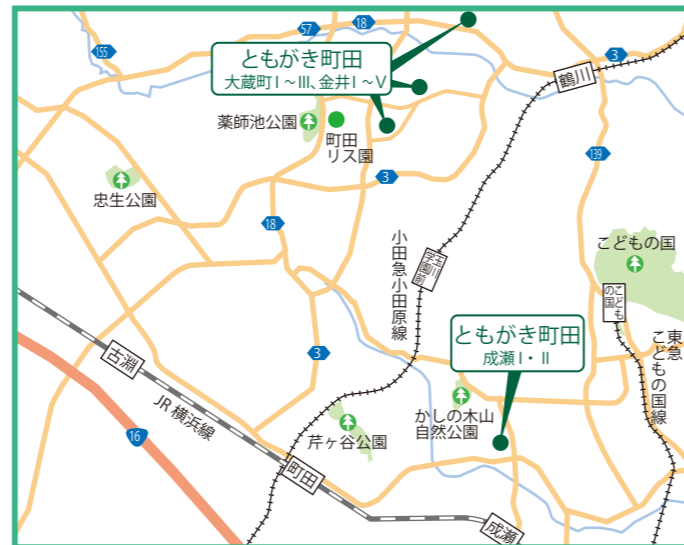 57
18
155
ともがき町田
大蔵町Ⅰ～Ⅲ、金井Ⅰ～Ⅴ
3
鶴川
薬師池公園
町田
リス園
139
3
忠生公園
18
小田急小田原線
玉川
学園前
こどもの国
こども
の国
ともがき町田
成瀬Ⅰ・Ⅱ
東急
こどもの国線
3
古淵
JR 横浜線
かしの木山
自然公園
16
芹ヶ谷公園
町田
成瀬